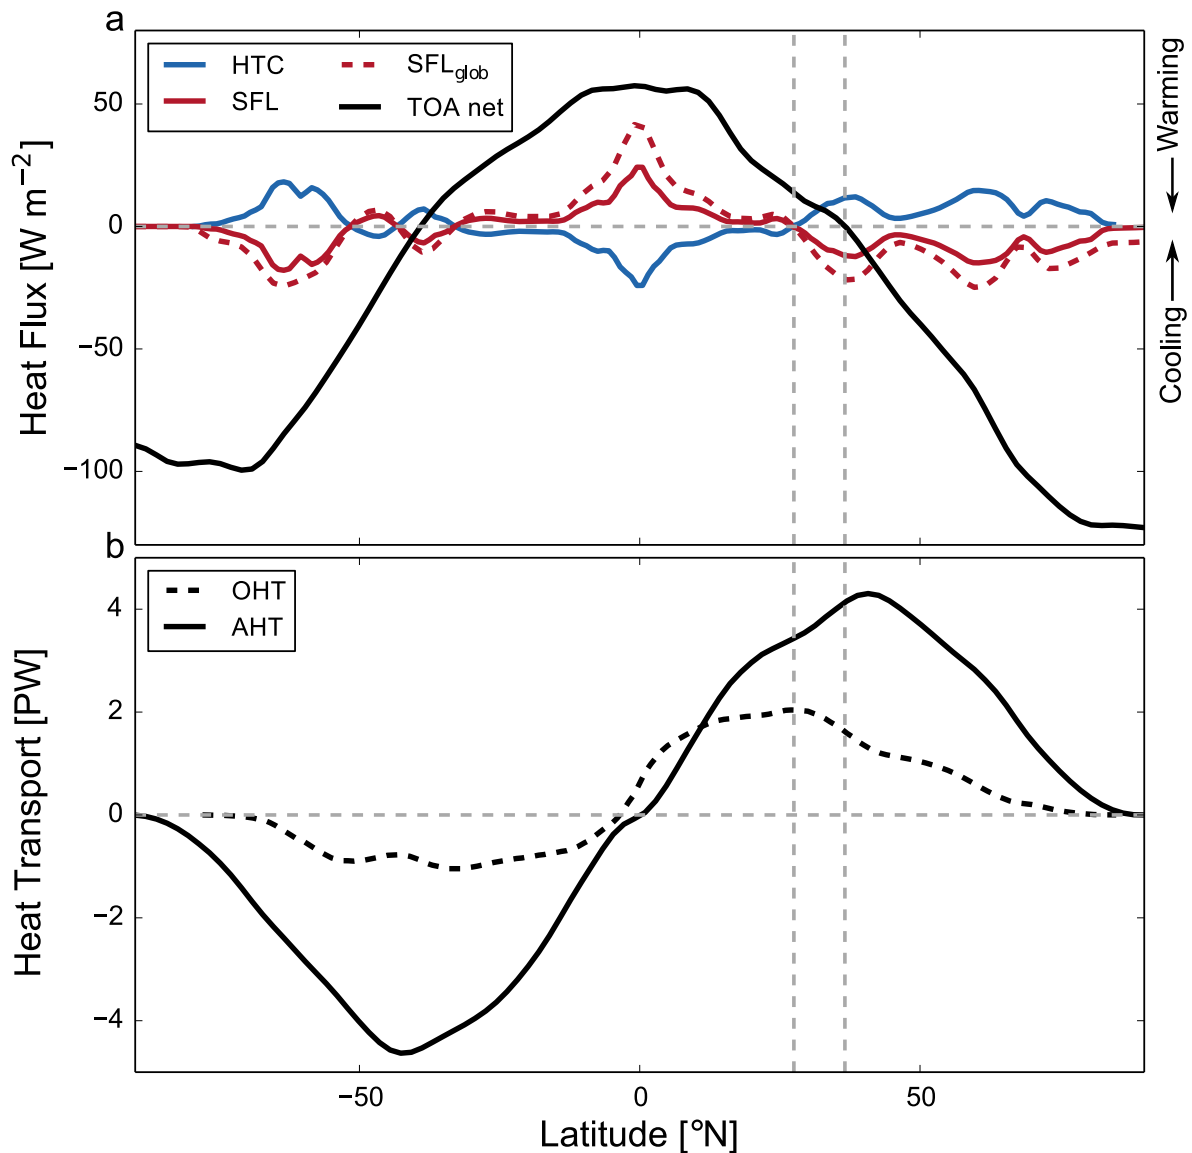 a
HTC
SFL
SFL_glob
TOA net
50
0
−50
−100
Heat Flux [W m⁻²]
Warming
Cooling
b
OHT
AHT
4
2
0
−2
−4
Heat Transport [PW]
−50
0
50
Latitude [°N]